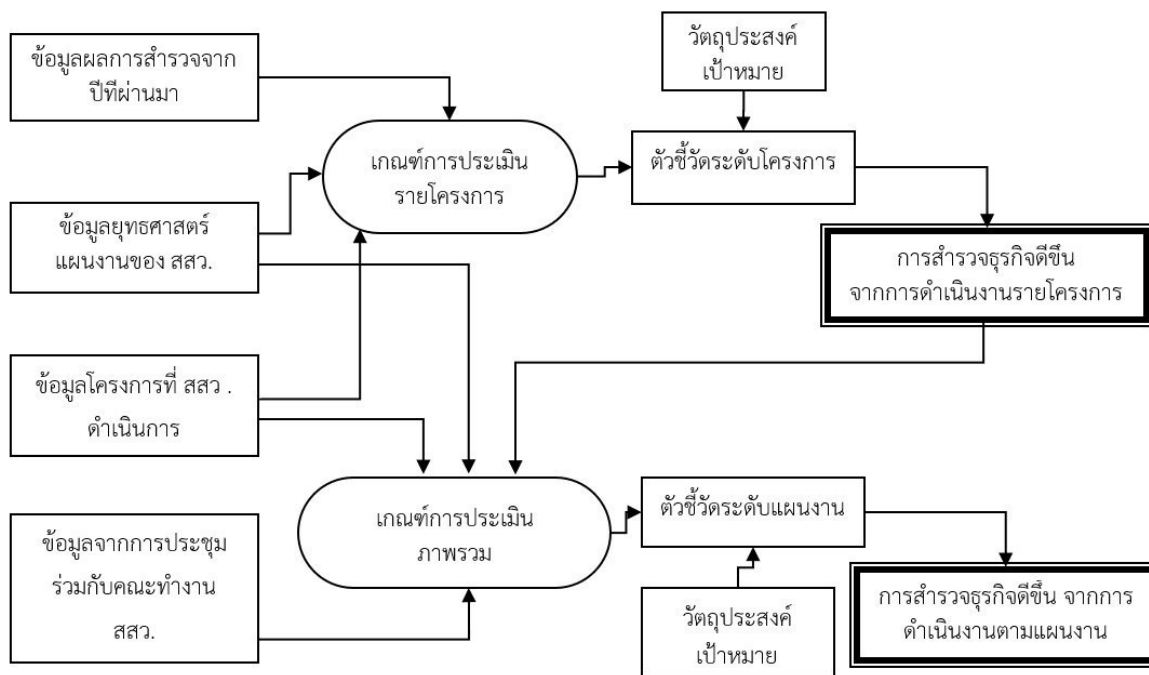 ข้อมูลผลการสำรวจจาก
ปีที่ผ่านมา
วัตถุประสงค์
เป้าหมาย
เกณฑ์การประเมิน
รายโครงการ
ตัวชี้วัดระดับโครงการ
ข้อมูลยุทธศาสตร์
แผนงานของ สสว.
การสำรวจธุรกิจดีขึ้น
จากการดำเนินงานรายโครงการ
ข้อมูลโครงการที่ สสว .
ดำเนินการ
เกณฑ์การประเมิน
ภาพรวม
ตัวชี้วัดระดับแผนงาน
ข้อมูลจากการประชุม
ร่วมกับคณะทำงาน
สสว.
วัตถุประสงค์
เป้าหมาย
การสำรวจธุรกิจดีขึ้น จากการ
ดำเนินงานตามแผนงาน